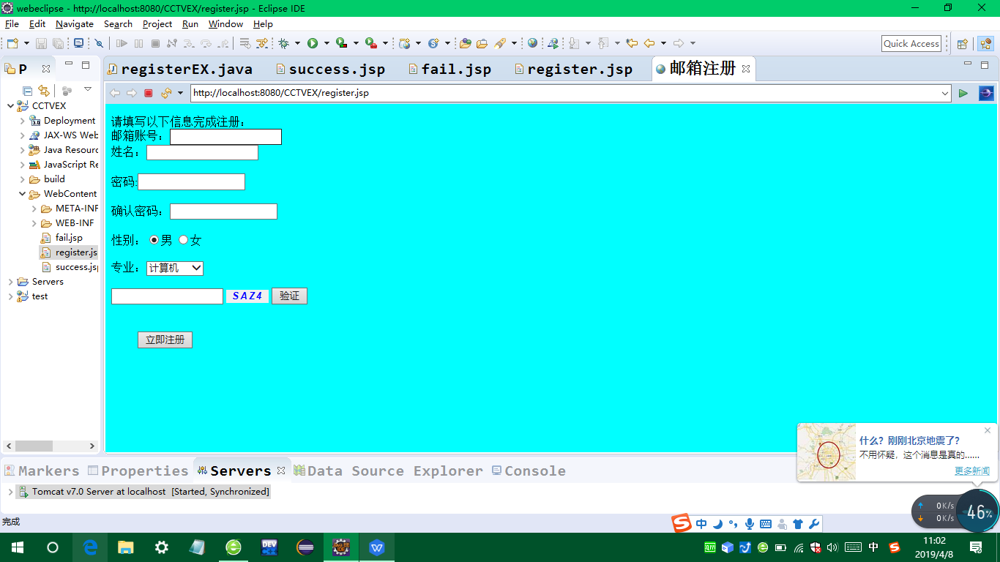 webeclipse - http://localhost:8080/CCTVEX/register.jsp - Eclipse IDE
File Edit Navigate Search Project Run Window Help
Quick Access
P
registerEX.java success.jsp fail.jsp register.jsp 邮箱注册
http://localhost:8080/CCTVEX/register.jsp
CCTVEX
Deployment
JAX-WS Web
Java Resourc
JavaScript Re
build
WebContent
META-INF
WEB-INF
fail.jsp
register.js
success.jsp
Servers
test
请填写以下信息完成注册：
邮箱账号：
姓名：
密码:
确认密码：
性别： 男 女
专业： 计算机
SAZ4 验证
立即注册
什么？刚刚北京地震了？
不用怀疑，这个消息是真的......
更多新闻
Markers Properties Servers Data Source Explorer Console
Tomcat v7.0 Server at localhost [Started, Synchronized]
0K/s
0K/s
46%
完成
中
中
11:02
2019/4/8